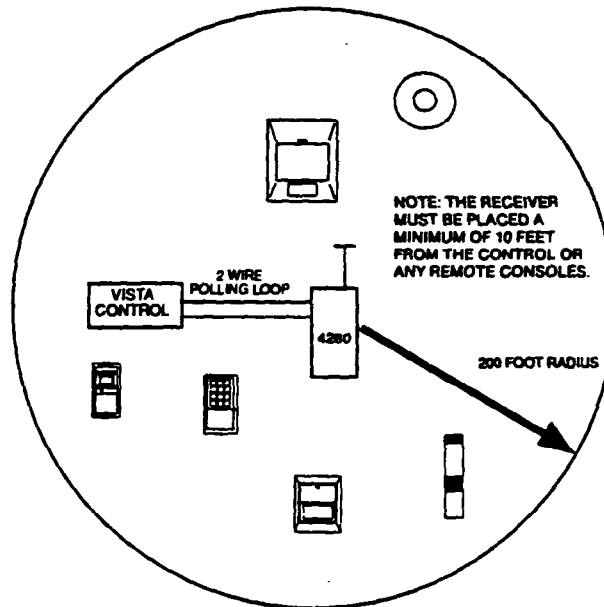 NOTE: THE RECEIVER
MUST BE PLACED A
MINIMUM OF 10 FEET
FROM THE CONTROL OR
ANY REMOTE CONSOLES.
2 WIRE
POLLING LOOP
VISTA
CONTROL
4280
200 FOOT RADIUS